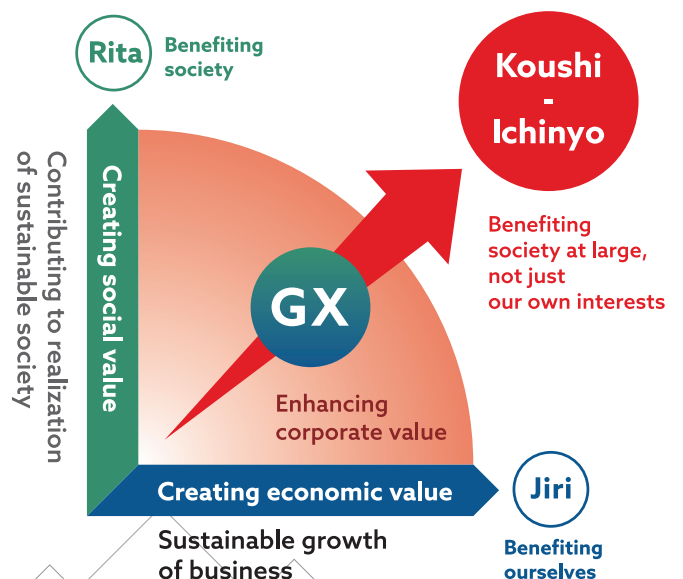 Rita
Benefiting
society
Koushi
-
Ichinyo
Benefiting
society at large,
not just
our own interests
Contributing to realization
of sustainable society
Creating social value
GX
Enhancing
corporate value
Creating economic value
Jiri
Benefiting
ourselves
Sustainable growth
of business